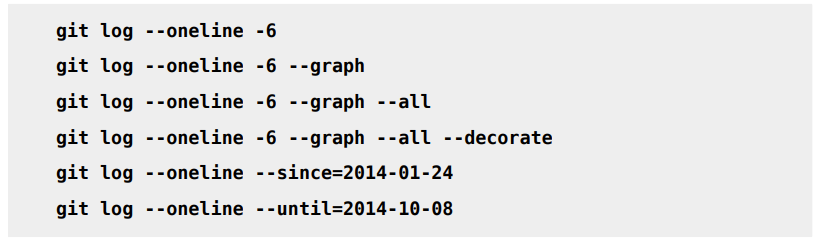 git log --oneline -6
git log --oneline -6 --graph
git log --oneline -6 --graph --all
git log --oneline -6 --graph --all --decorate
git log --oneline --since=2014-01-24
git log --oneline --until=2014-10-08